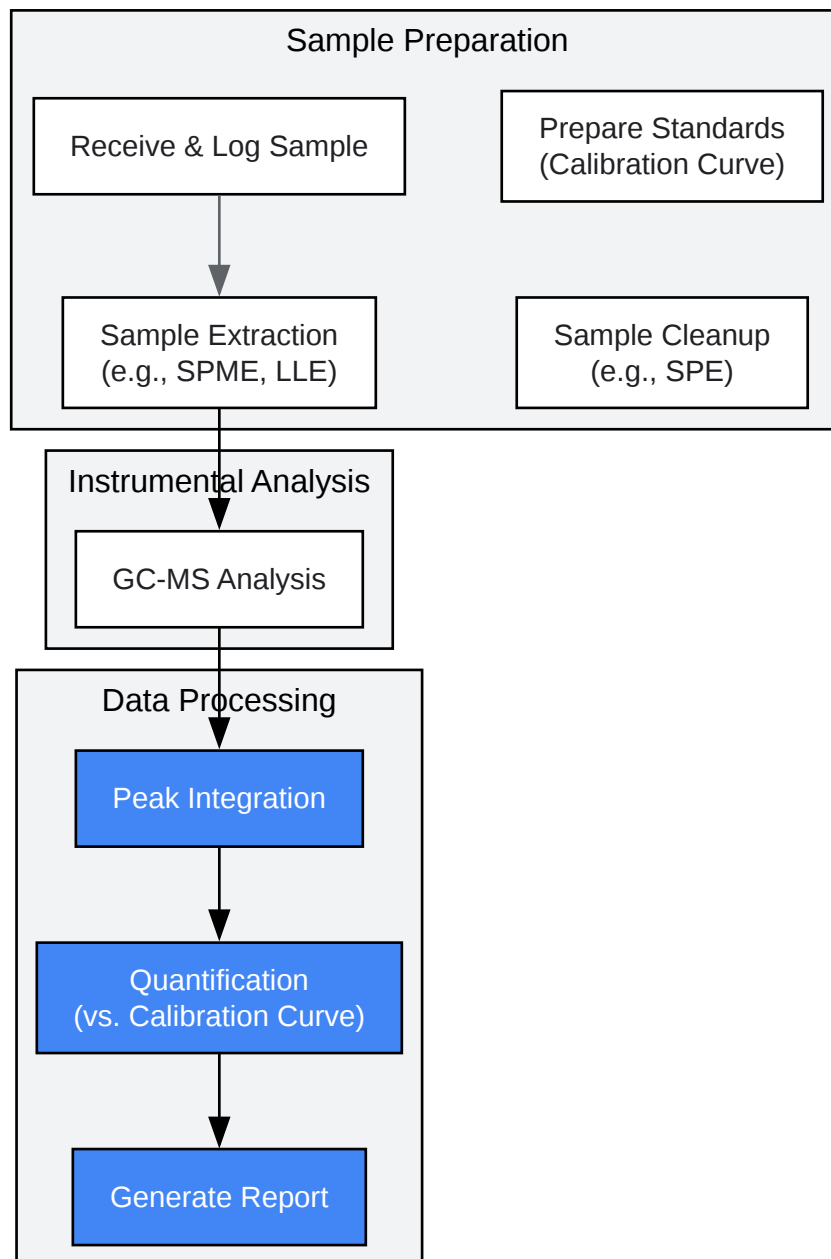 Sample Preparation
Receive & Log Sample
Prepare Standards
(Calibration Curve)
Sample Extraction
(e.g., SPME, LLE)
Sample Cleanup
(e.g., SPE)
Instrumental Analysis
GC-MS Analysis
Data Processing
Peak Integration
Quantification
(vs. Calibration Curve)
Generate Report